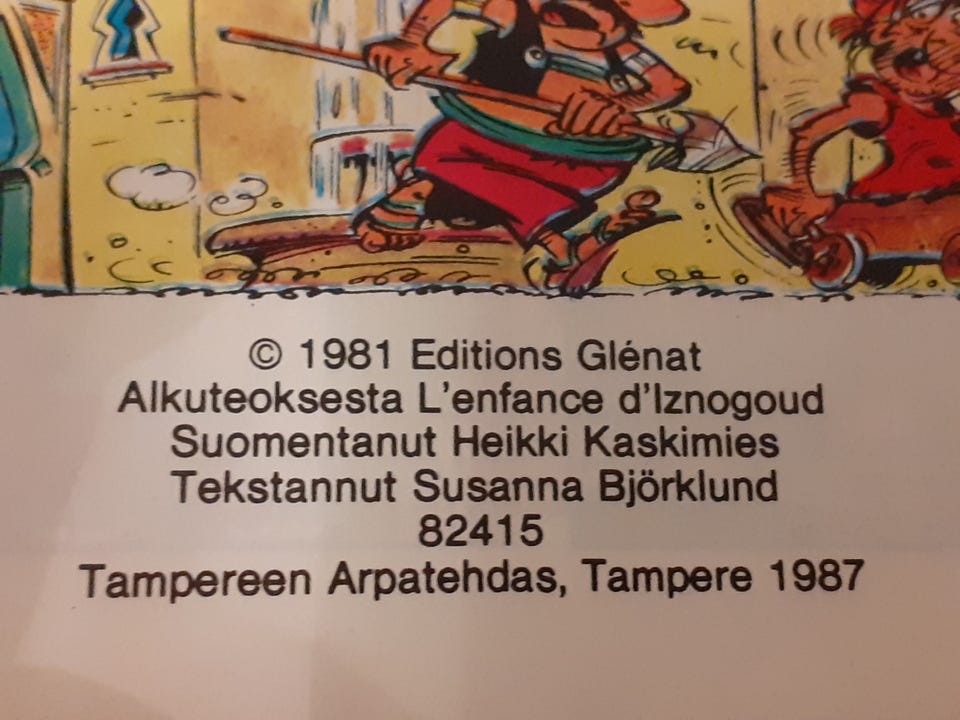 © 1981 Editions Glénat
Alkuteoksesta L'enfance d'Iznogoud
Suomentanut Heikki Kaskimies
Tekstannut Susanna Björklund
82415
Tampereen Arpatehdas, Tampere 1987